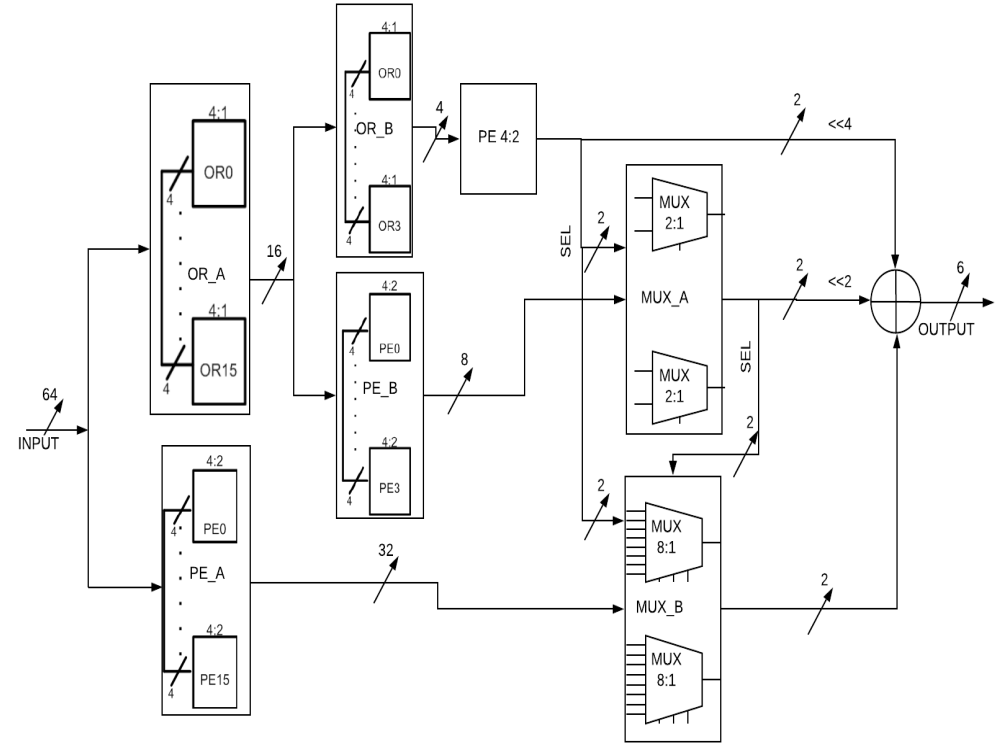 4:1
OR0
4
OR_B
4:1
OR3
4
4
PE 4:2
2
<<4
4:1
OR0
4
OR_A
4:1
OR15
4
16
SEL
2
MUX
2:1
MUX_A
MUX
2:1
2
<<2
6
OUTPUT
SEL
2
4:2
PE0
4
PE_B
4:2
PE3
4
8
64
INPUT
4:2
PE0
4
PE_A
4:2
PE15
4
32
2
MUX
8:1
MUX_B
MUX
8:1
2